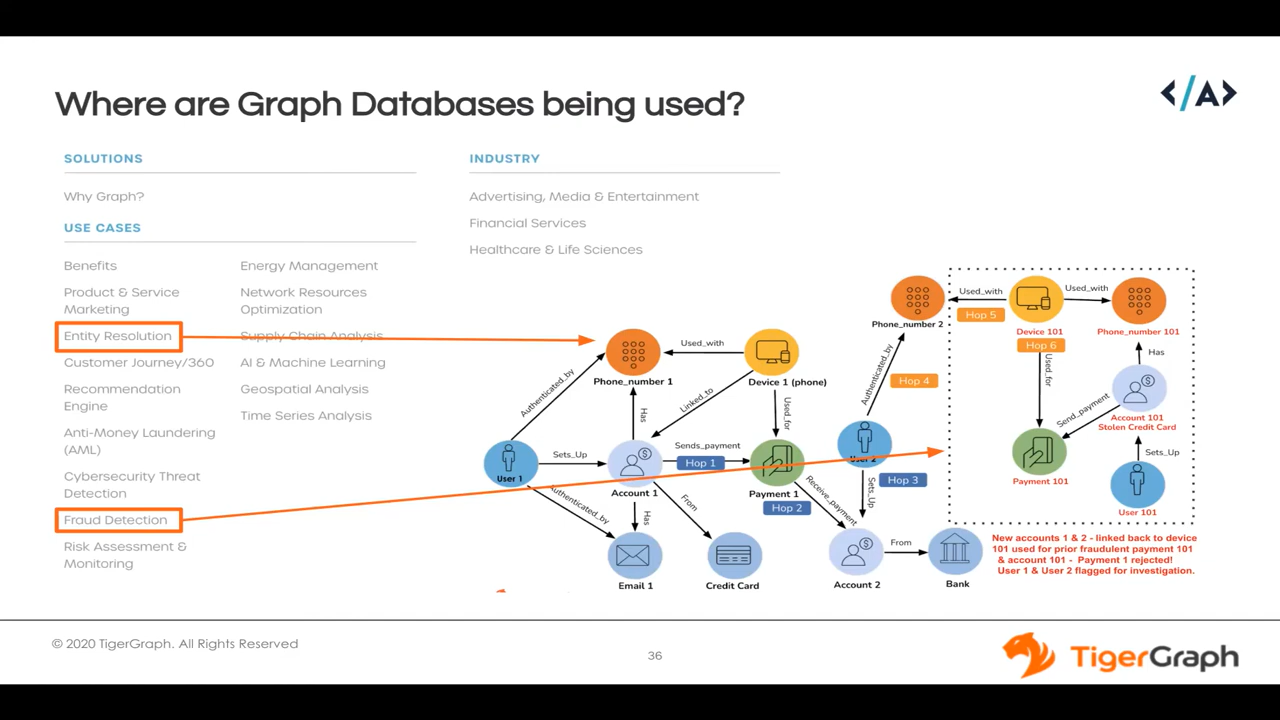 Where are Graph Databases being used?
</A>
SOLUTIONS
Why Graph?
USE CASES
Benefits
Product & Service
Marketing
Entity Resolution
Customer Journey/360
Recommendation
Engine
Anti-Money Laundering
(AML)
Cybersecurity Threat
Detection
Fraud Detection
Risk Assessment &
Monitoring
Energy Management
Network Resources
Optimization
Supply Chain Analysis
AI & Machine Learning
Geospatial Analysis
Time Series Analysis
INDUSTRY
Advertising, Media & Entertainment
Financial Services
Healthcare & Life Sciences
Phone_number 1
Used_with
Device 1 (phone)
Authenticated_by
Has
Linked_to
Used_for
User 1
Sets_Up
Account 1
Sends_payment
Hop 1
Payment 1
Hop 2
Authenticated_by
Has
From
Receive_payment
Email 1
Credit Card
Account 2
From
Bank
User 2
Sets_Up
Hop 3
Authenticated_by
Hop 4
Phone_number 2
Used_with
Hop 5
Device 101
Hop 6
Used_with
Phone_number 101
Used_for
Has
Send_payment
Account 101
Stolen Credit Card
Payment 101
Sets_Up
User 101
New accounts 1 & 2 - linked back to device
101 used for prior fraudulent payment 101
& account 101 - Payment 1 rejected!
User 1 & User 2 flagged for investigation.
© 2020 TigerGraph. All Rights Reserved
36
TigerGraph